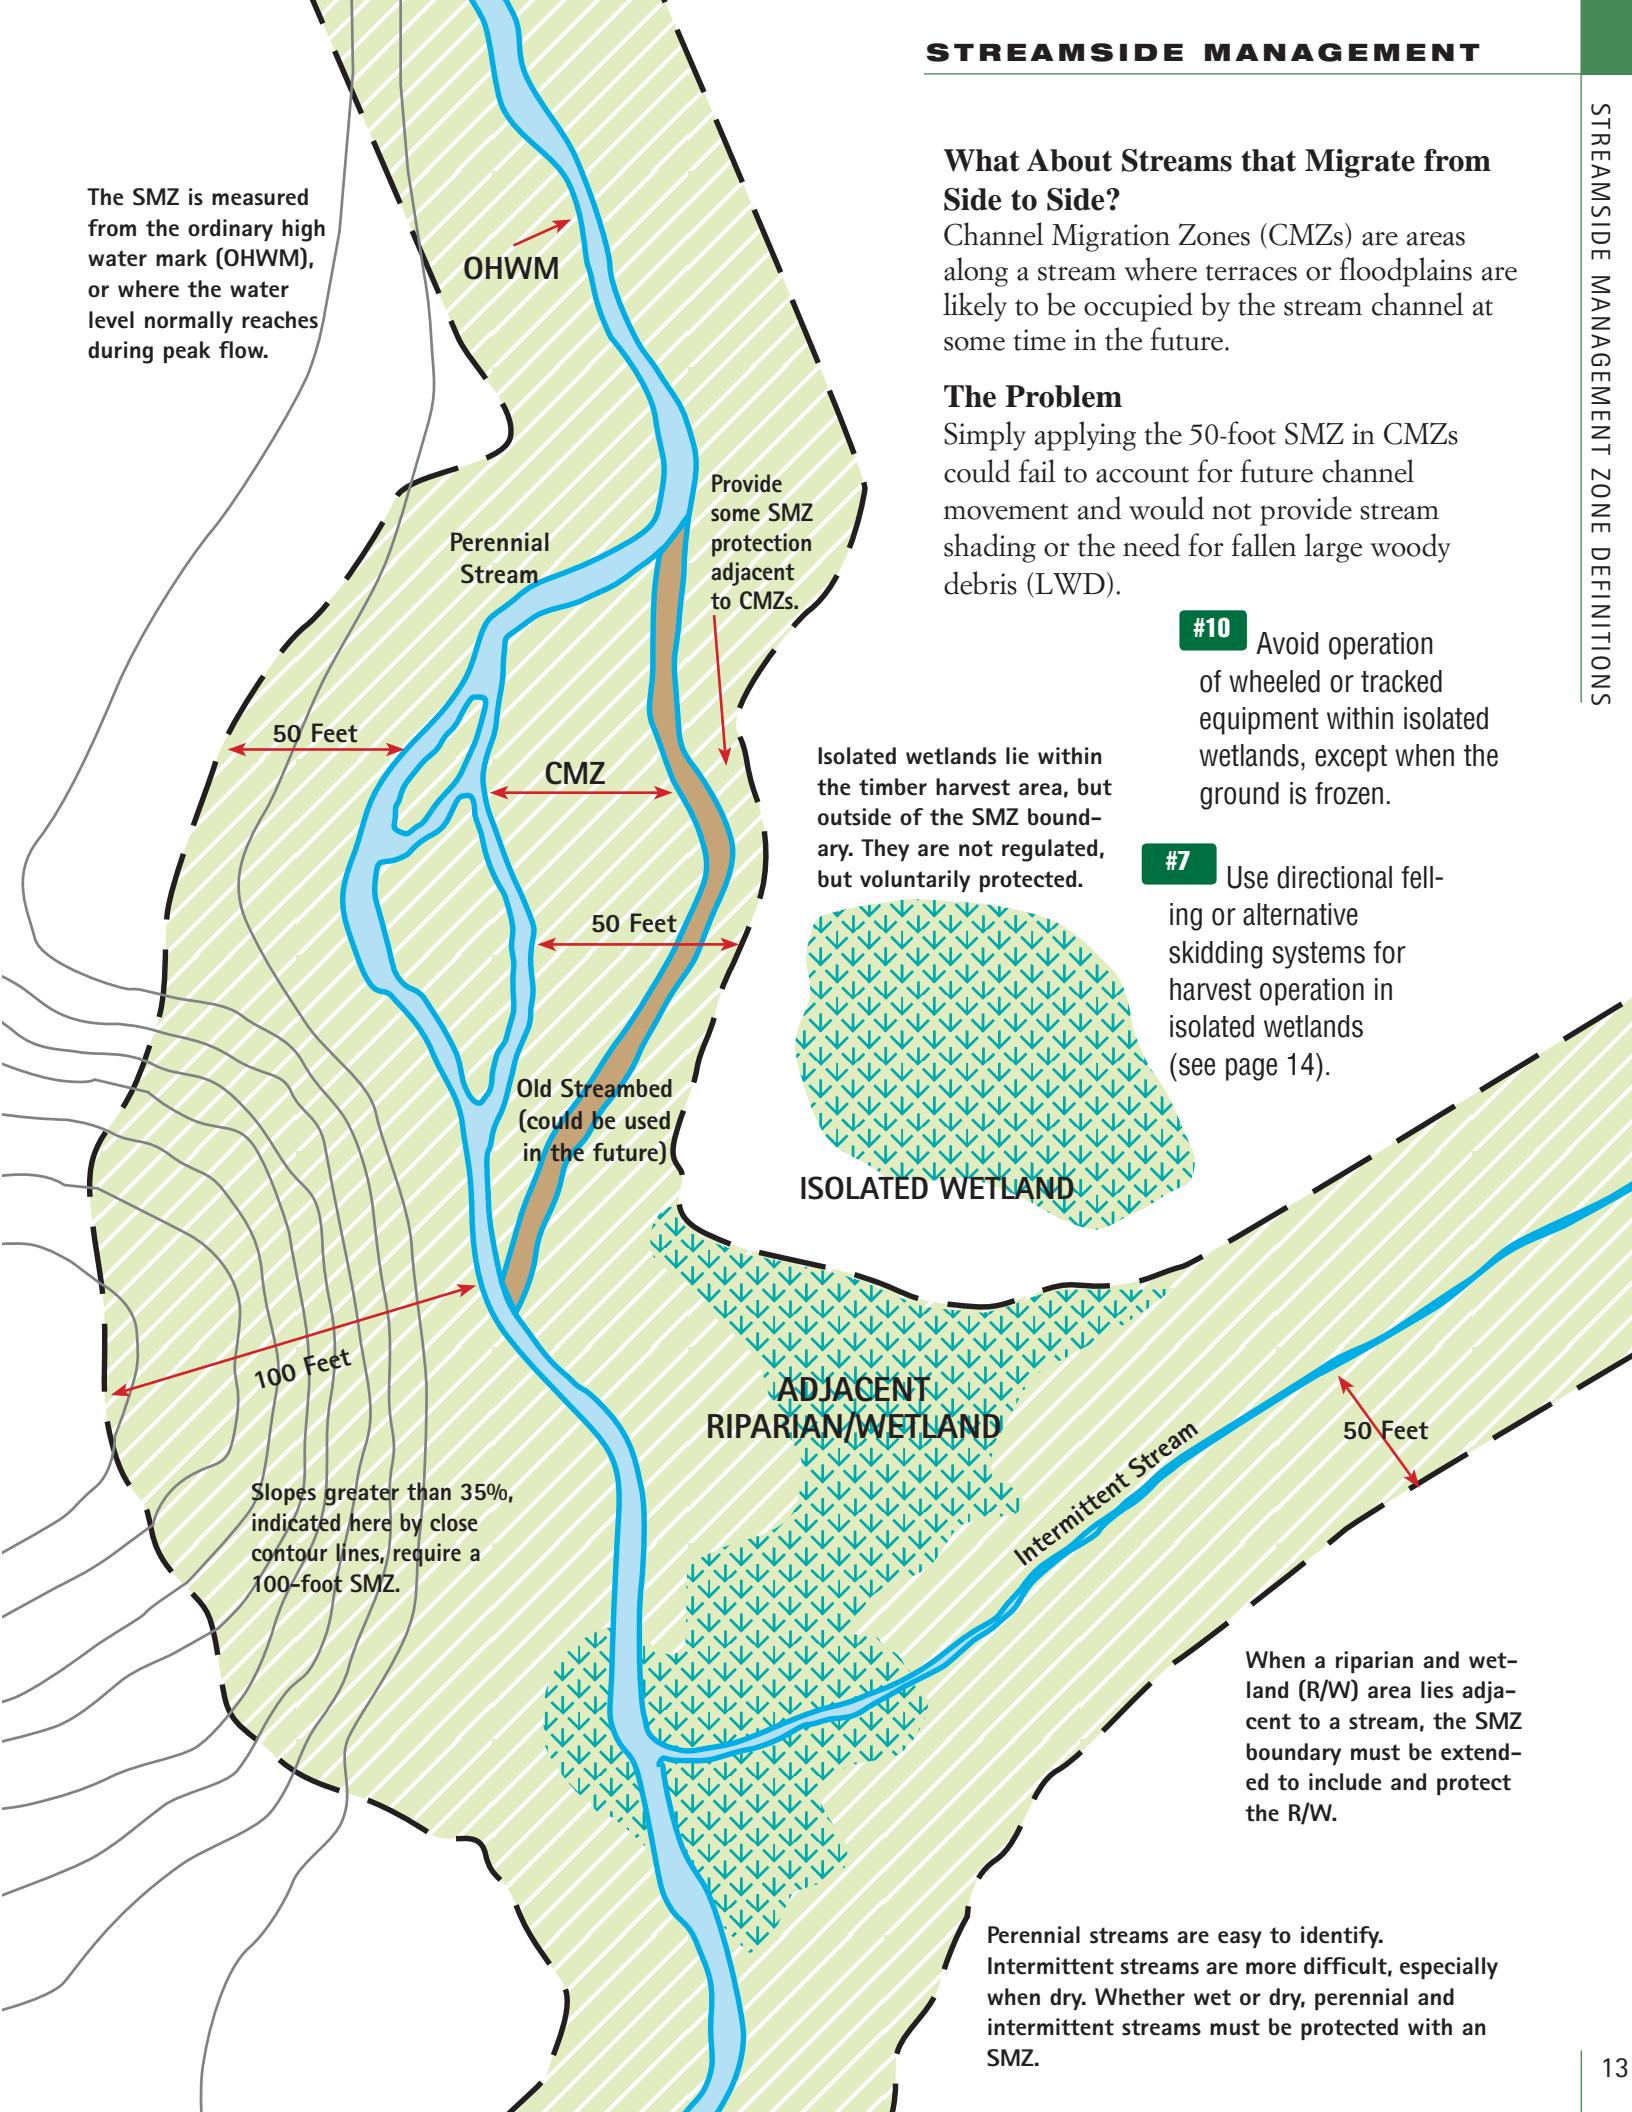 STREAMSIDE MANAGEMENT
STREAMSIDE MANAGEMENT ZONE DEFINITIONS
What About Streams that Migrate from
Side to Side?
Channel Migration Zones (CMZs) are areas
along a stream where terraces or floodplains are
likely to be occupied by the stream channel at
some time in the future.
The Problem
Simply applying the 50-foot SMZ in CMZs
could fail to account for future channel
movement and would not provide stream
shading or the need for fallen large woody
debris (LWD).
The SMZ is measured
from the ordinary high
water mark (OHWM),
or where the water
level normally reaches
during peak flow.
OHWM
Provide
some SMZ
protection
adjacent
to CMZs.
Perennial
Stream
#10 Avoid operation
of wheeled or tracked
equipment within isolated
wetlands, except when the
ground is frozen.
50 Feet
CMZ
Isolated wetlands lie within
the timber harvest area, but
outside of the SMZ bound-
ary. They are not regulated,
but voluntarily protected.
#7 Use directional fell-
ing or alternative
skidding systems for
harvest operation in
isolated wetlands
(see page 14).
50 Feet
Old Streambed
(could be used
in the future)
ISOLATED WETLAND
100 Feet
ADJACENT
RIPARIAN/WETLAND
50 Feet
Intermittent Stream
Slopes greater than 35%,
indicated here by close
contour lines, require a
100-foot SMZ.
When a riparian and wet-
land (R/W) area lies adja-
cent to a stream, the SMZ
boundary must be extend-
ed to include and protect
the R/W.
Perennial streams are easy to identify.
Intermittent streams are more difficult, especially
when dry. Whether wet or dry, perennial and
intermittent streams must be protected with an
SMZ.
13